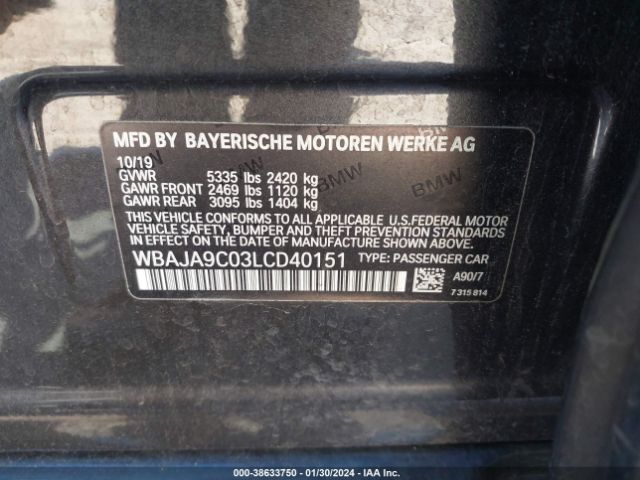 MFD BY BAYERISCHE MOTOREN WERKE AG
10/19
GVWR 5335 lbs 2420 kg
GAWR FRONT 2469 lbs 1120 kg
GAWR REAR 3095 lbs 1404 kg
THIS VEHICLE CONFORMS TO ALL APPLICABLE U.S.FEDERAL MOTOR
VEHICLE SAFETY, BUMPER, AND THEFT PREVENTION STANDARDS
IN EFFECT ON THE DATE OF MANUFACTURE SHOWN ABOVE.
WBAJA9C03LCD40151 TYPE: PASSENGER CAR
A90/7
7 315 814
BMW
BMW
BMW
000-38633750 - 01/30/2024 - IAA Inc.